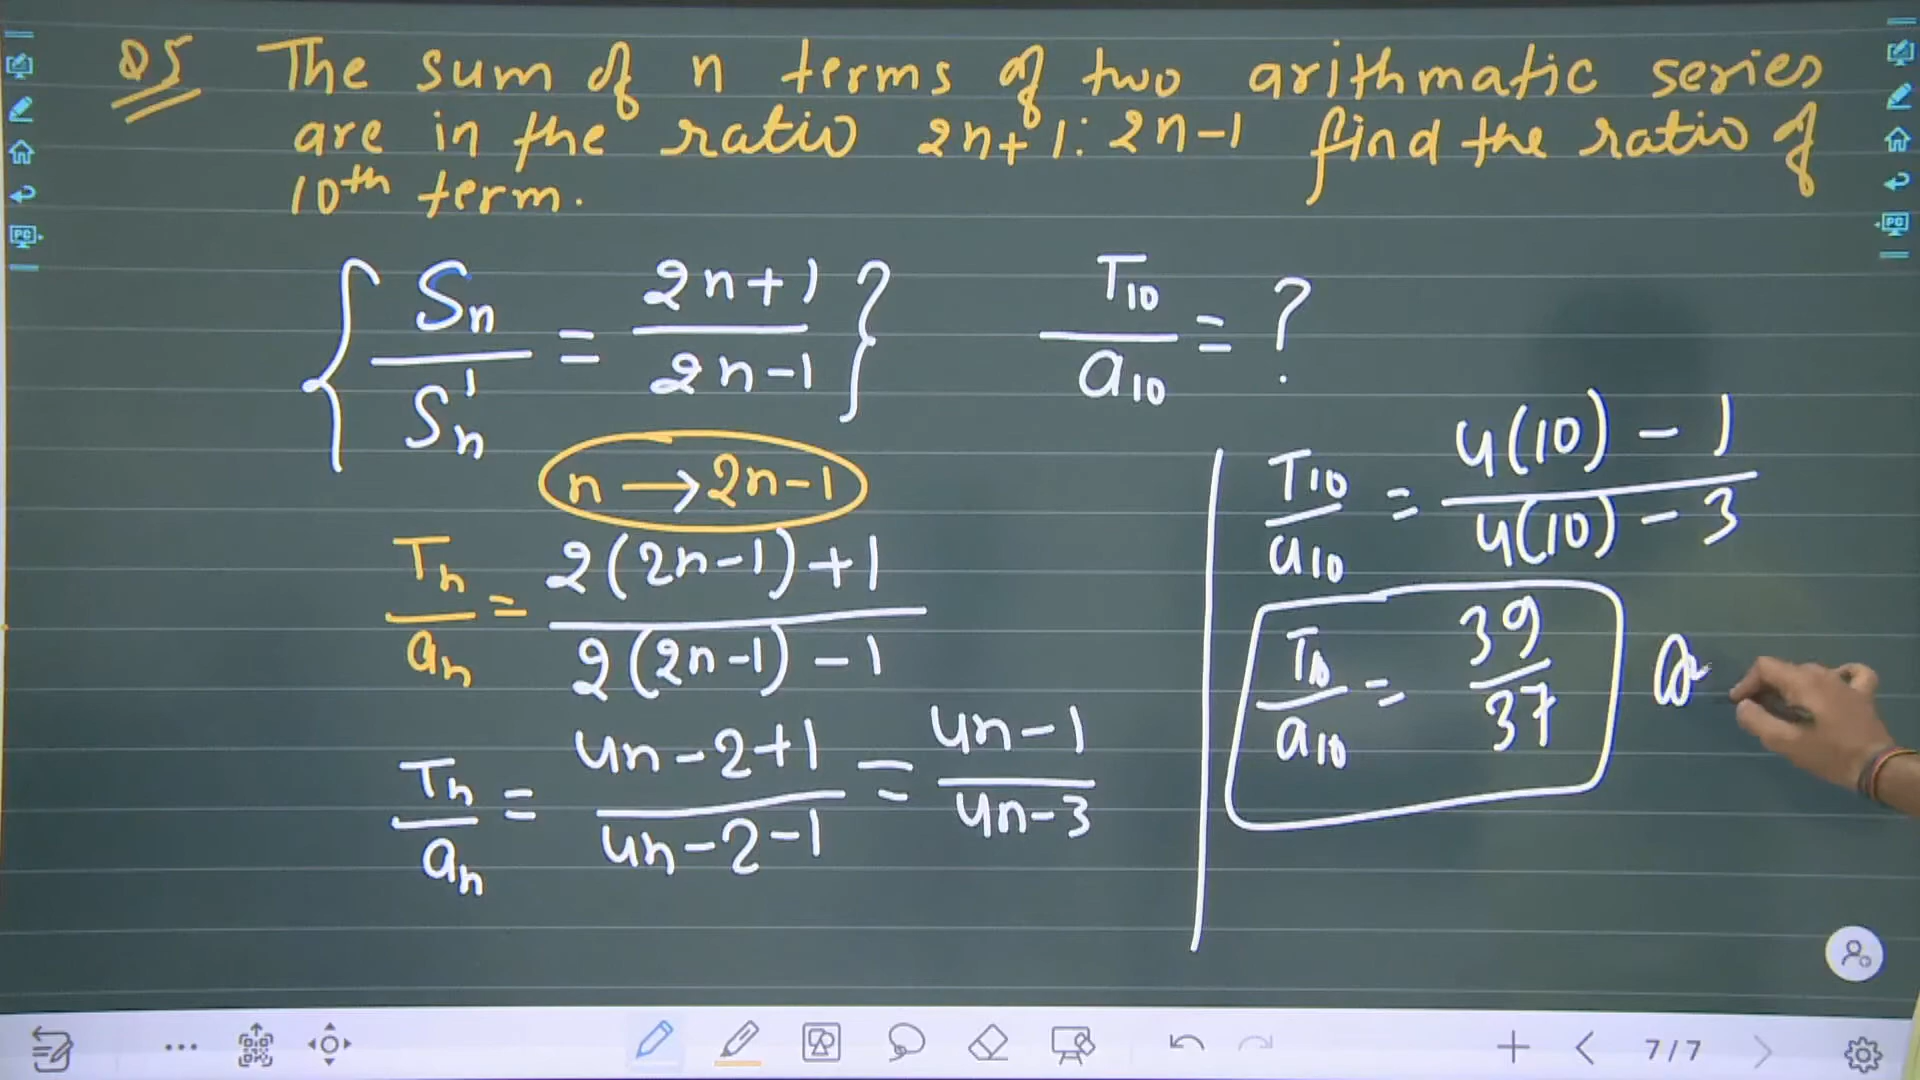 Q5 The sum of n terms of two arithmatic series
are in the ratio 2n+1 : 2n-1 find the ratio of
10th term.
{ Sn / S'n = 2n+1 / 2n-1 }
T10 / a10 = ?
n → 2n-1
Tn / an = 2(2n-1)+1 / 2(2n-1)-1
Tn / an = 4n-2+1 / 4n-2-1 = 4n-1 / 4n-3
T10 / a10 = 4(10)-1 / 4(10)-3
T10 / a10 = 39 / 37
7/7
PC
PC